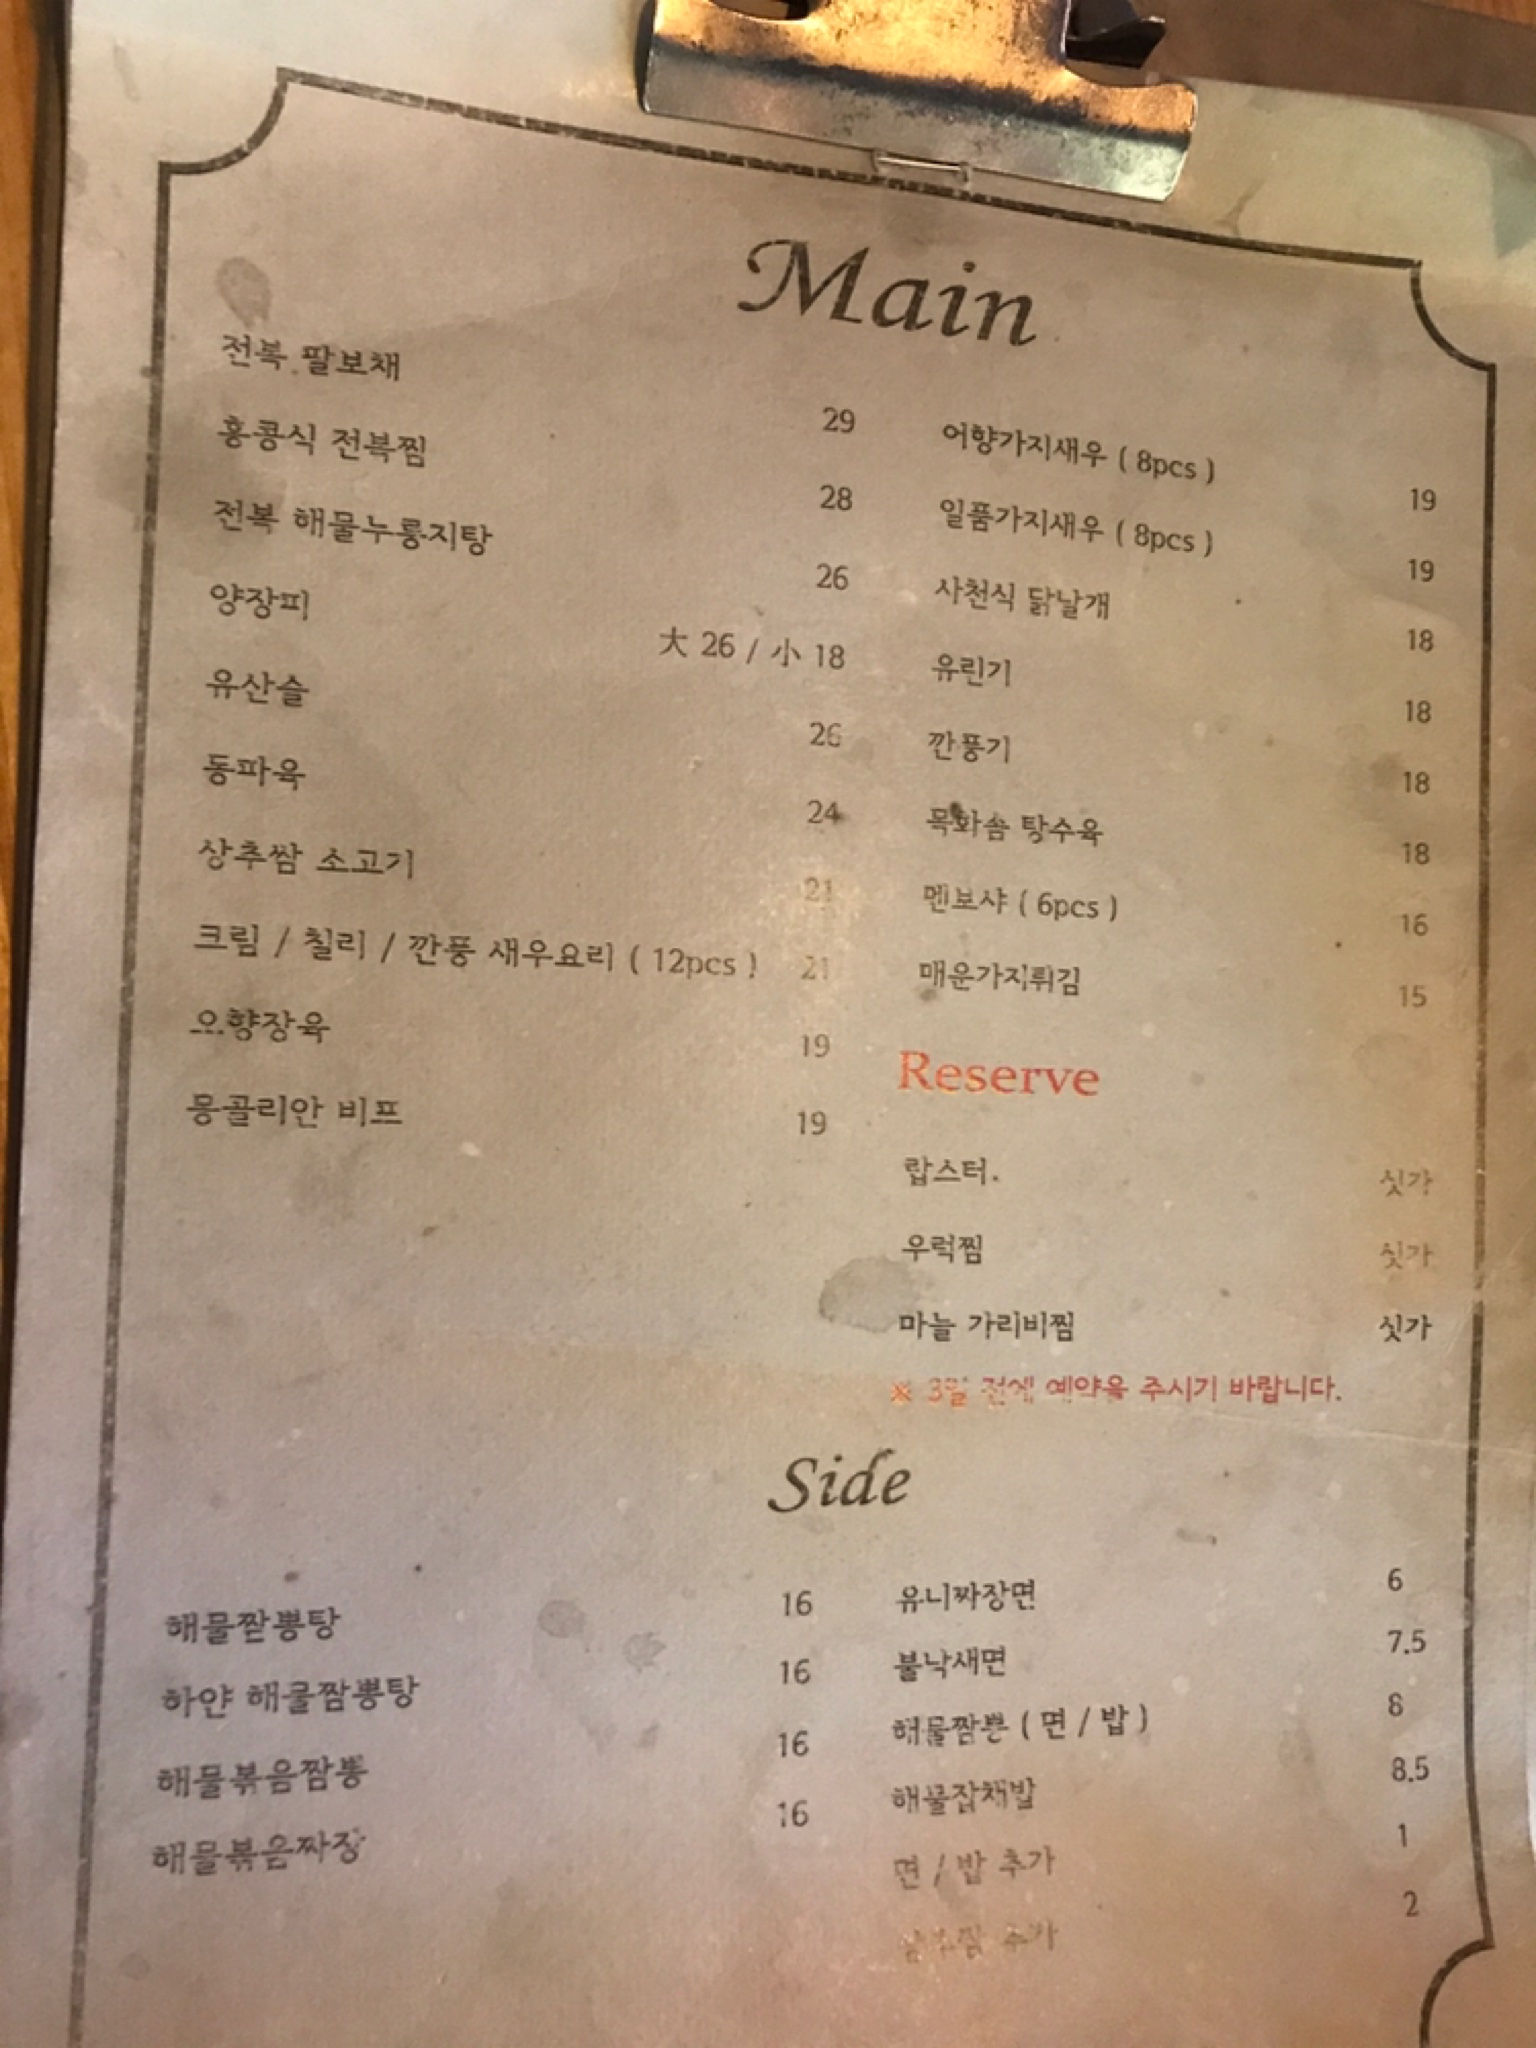 Main
전복 팔보채 29
홍콩식 전복찜 28
전복 해물누룽지탕 26
양장피 大 26 / 小 18
유산슬 26
동파육 24
상추쌈 소고기 21
크림 / 칠리 / 깐풍 새우요리 ( 12pcs ) 21
오향장육 19
몽골리안 비프 19
어향가지새우 ( 8pcs ) 19
일품가지새우 ( 8pcs ) 19
사천식 닭날개 18
유린기 18
깐풍기 18
목화솜 탕수육 18
멘보샤 ( 6pcs ) 16
매운가지튀김 15
Reserve
랍스터. 싯가
우럭찜 싯가
마늘 가리비찜 싯가
※ 3일 전에 예약을 주시기 바랍니다.
Side
해물짬뽕탕 16
하얀 해물짬뽕탕 16
해물볶음짬뽕 16
해물볶음짜장 16
유니짜장면 6
불낙새면 7.5
해물짬뽕 ( 면 / 밥 ) 8
해물잡채밥 8.5
면 / 밥 추가 1
상추쌈 추가 2